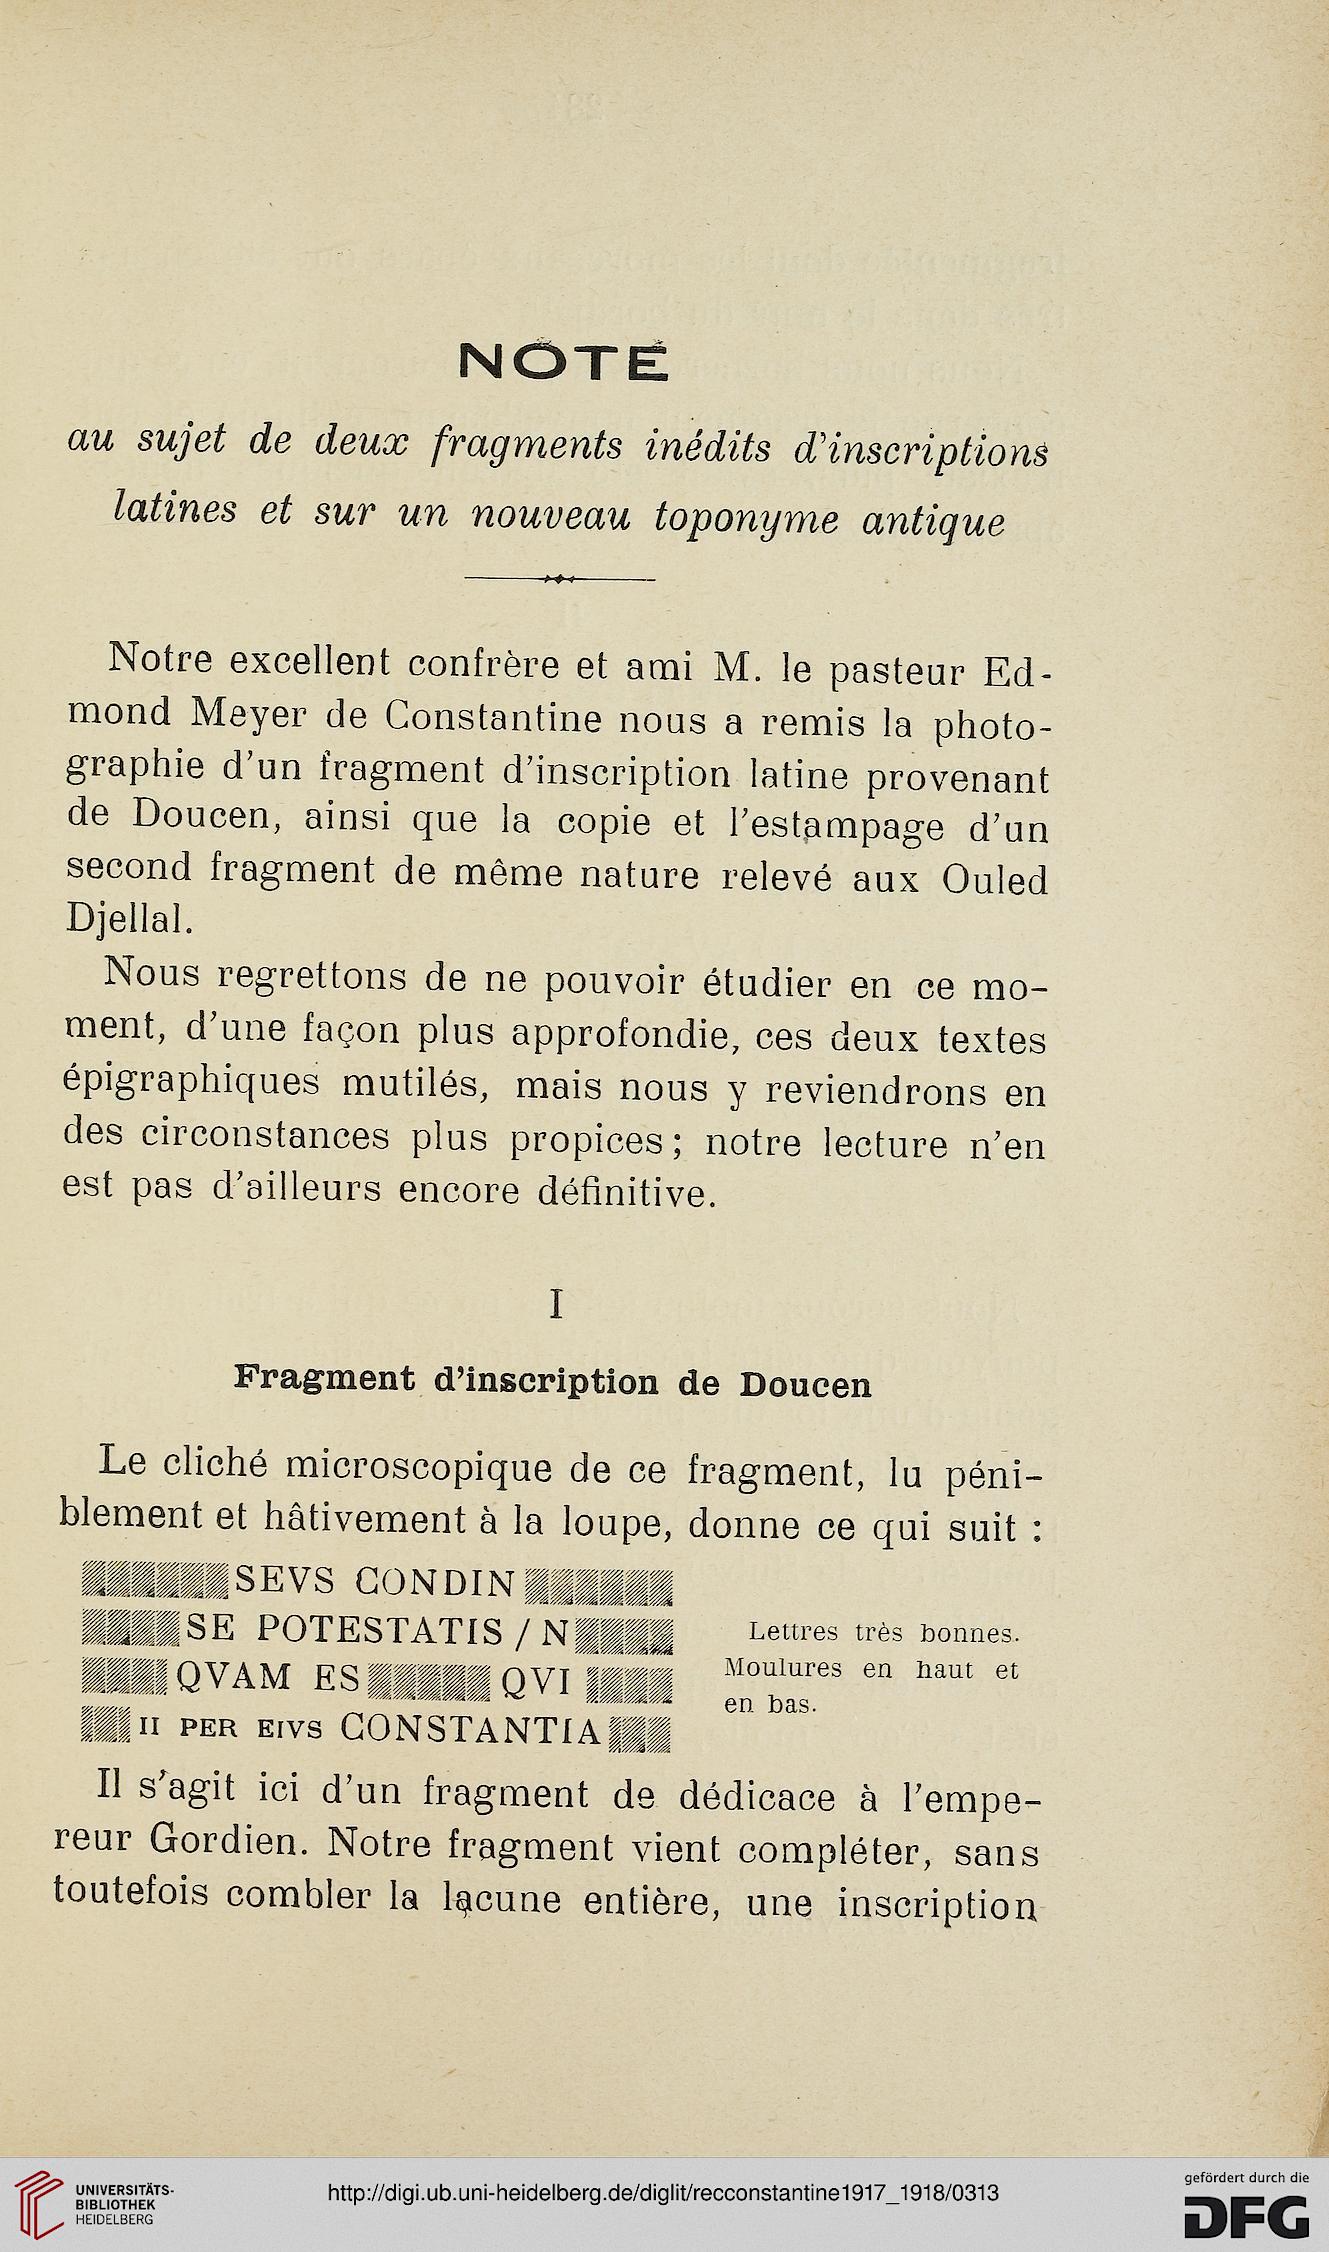 NOTE
au sujet de deux fragments inédits d'inscriptions
latines et sur un nouveau toponyme antique
Notre excellent confrère et ami M. le pasteur Ed-
mond Meyer de Constantine nous a remis la photo-
graphie d'un fragment d'inscription latine provenant
de Doucen, ainsi que la copie et l'estampage d'un
second fragment de même nature relevé aux Ouled
Djellal.
Nous regrettons de ne pouvoir étudier en ce mo-
ment, d'une façon plus approfondie, ces deux textes
épigraphiques mutilés, mais nous y reviendrons en
des circonstances plus propices; notre lecture n'en
est pas d'ailleurs encore définitive.
I
Fragment d'inscription de Doucen
Le cliché microscopique de ce fragment, lu péni-
blement et hâtivement à la loupe, donne ce qui suit :
SEVS CONDIN
SE POTESTATIS / N
QVAM ES QVI
II PER EIVS CONSTANTIA
Lettres très bonnes.
Moulures en haut et
en bas.
Il s'agit ici d'un fragment de dédicace à l'empe-
reur Gordien. Notre fragment vient compléter, sans
toutefois combler la lacune entière, une inscription
UNIVERSITÄTS-
BIBLIOTHEK
HEIDELBERG
http://digi.ub.uni-heidelberg.de/diglit/recconstantine1917_1918/0313
gefördert durch die
DFG